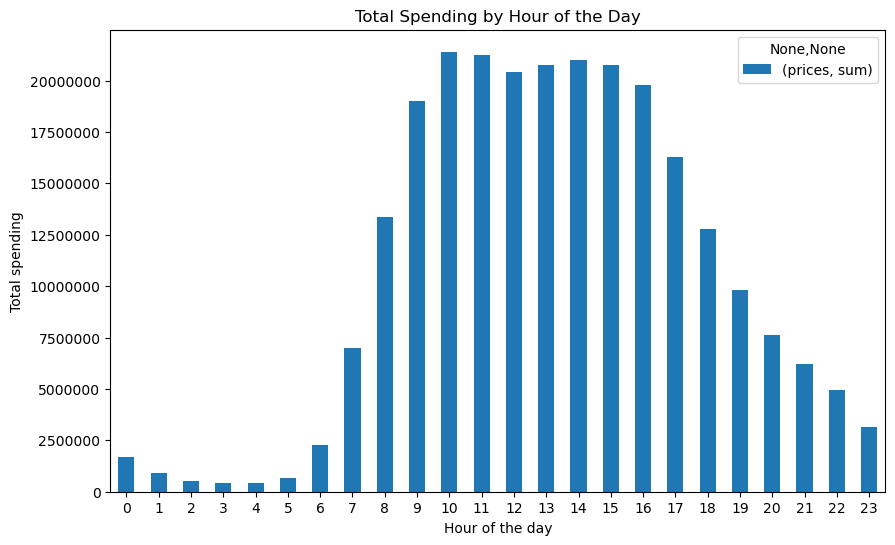 Total Spending by Hour of the Day
None,None
(prices, sum)
Total spending
20000000
17500000
15000000
12500000
10000000
7500000
5000000
2500000
0
0 1 2 3 4 5 6 7 8 9 10 11 12 13 14 15 16 17 18 19 20 21 22 23
Hour of the day